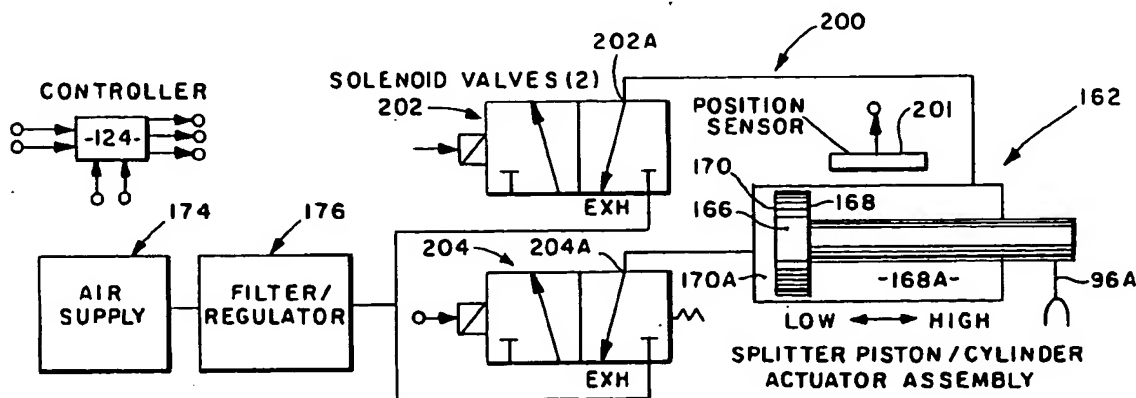 202A
200
SOLENOID VALVES (2)
202
CONTROLLER
-124-
POSITION
SENSOR
201
162
174
176
EXH
170
168
166
204
204A
170A
-168A-
96A
AIR
SUPPLY
FILTER/
REGULATOR
LOW
HIGH
EXH
SPLITTER PISTON/CYLINDER
ACTUATOR ASSEMBLY